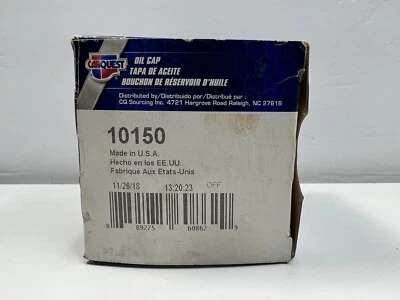 CARQUEST
OIL CAP
TAPA DE ACEITE
BOUCHON DE RÉSERVOIR D'HUILE
Distributed by/Distribuido por/Distribué par :
CQ Sourcing Inc. 4721 Hargrove Road Raleigh, NC 27616
10150
Made in U.S.A.
Hecho en los EE.UU.
Fabriqué Aux Etats-Unis
11/26/18 13:20:23 OFF
8 89275 60862 9